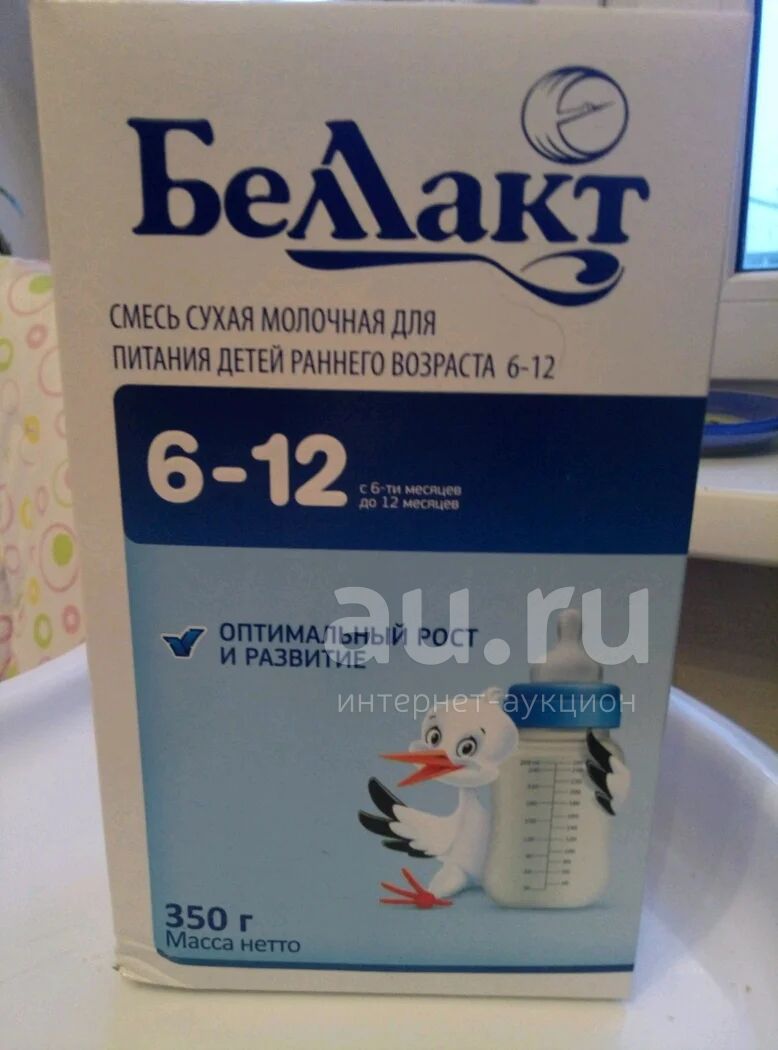 Беллакт
СМЕСЬ СУХАЯ МОЛОЧНАЯ ДЛЯ
ПИТАНИЯ ДЕТЕЙ РАННЕГО ВОЗРАСТА 6-12
6-12
с 6-ти месяцев
до 12 месяцев
ОПТИМАЛЬНЫЙ РОСТ
И РАЗВИТИЕ
au.ru
интернет-аукцион
350 г
Масса нетто